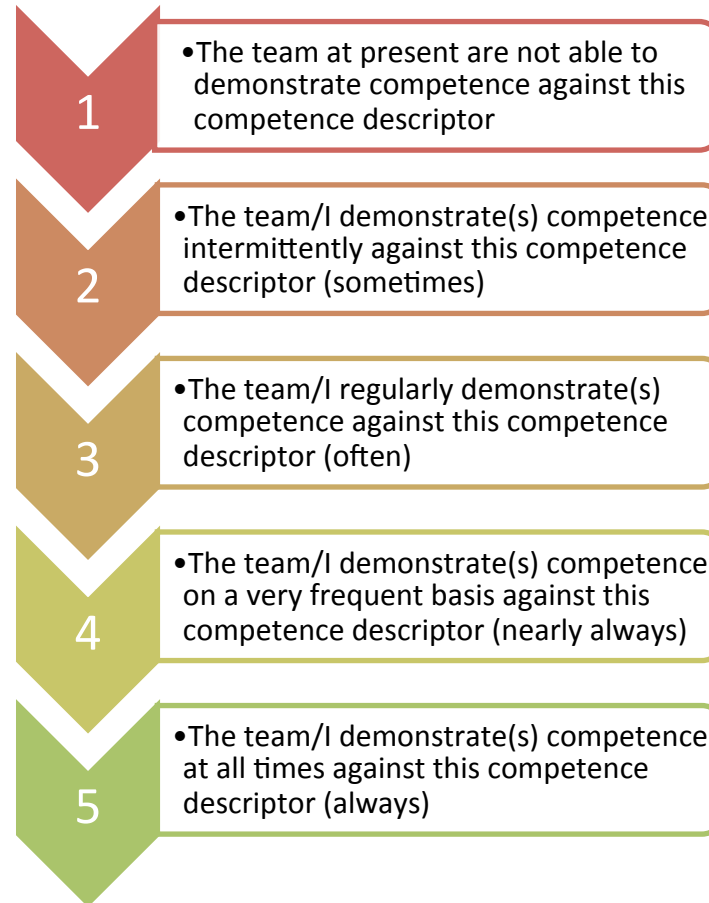 1
•The team at present are not able to
demonstrate competence against this
competence descriptor
2
•The team/I demonstrate(s) competence
intermittently against this competence
descriptor (sometimes)
3
•The team/I regularly demonstrate(s)
competence against this competence
descriptor (often)
4
•The team/I demonstrate(s) competence
on a very frequent basis against this
competence descriptor (nearly always)
5
•The team/I demonstrate(s) competence
at all times against this competence
descriptor (always)